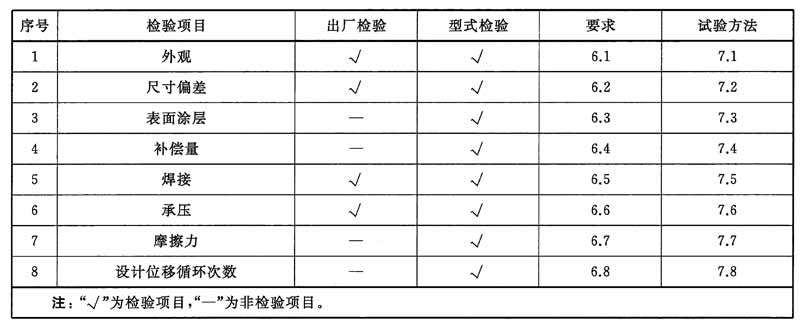 序号 检验项目 出厂检验 型式检验 要求 试验方法
1 外观 √ √ 6.1 7.1
2 尺寸偏差 √ √ 6.2 7.2
3 表面涂层 — √ 6.3 7.3
4 补偿量 — √ 6.4 7.4
5 焊接 √ √ 6.5 7.5
6 承压 √ √ 6.6 7.6
7 摩擦力 — √ 6.7 7.7
8 设计位移循环次数 — √ 6.8 7.8
注：“√”为检验项目，“—”为非检验项目。